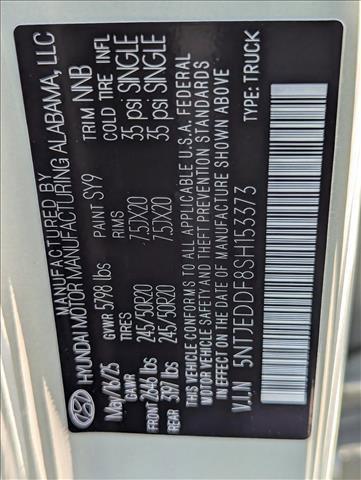 MANUFACTURED BY
HYUNDAI MOTOR MANUFACTURING ALABAMA, LLC
May/16/25 GVWR 5798 lbs PAINT SY9 TRIM NNB
GAWR TIRES RIMS COLD TIRE INFL
FRONT 2646 lbs 245/50R20 7.5JX20 35 psi SINGLE
REAR 3197 lbs 245/50R20 7.5JX20 35 psi SINGLE
THIS VEHICLE CONFORMS TO ALL APPLICABLE U.S.A. FEDERAL
MOTOR VEHICLE SAFETY AND THEFT PREVENTION STANDARDS
IN EFFECT ON THE DATE OF MANUFACTURE SHOWN ABOVE
V.I.N 5NTJEDDF8SH153373 TYPE: TRUCK